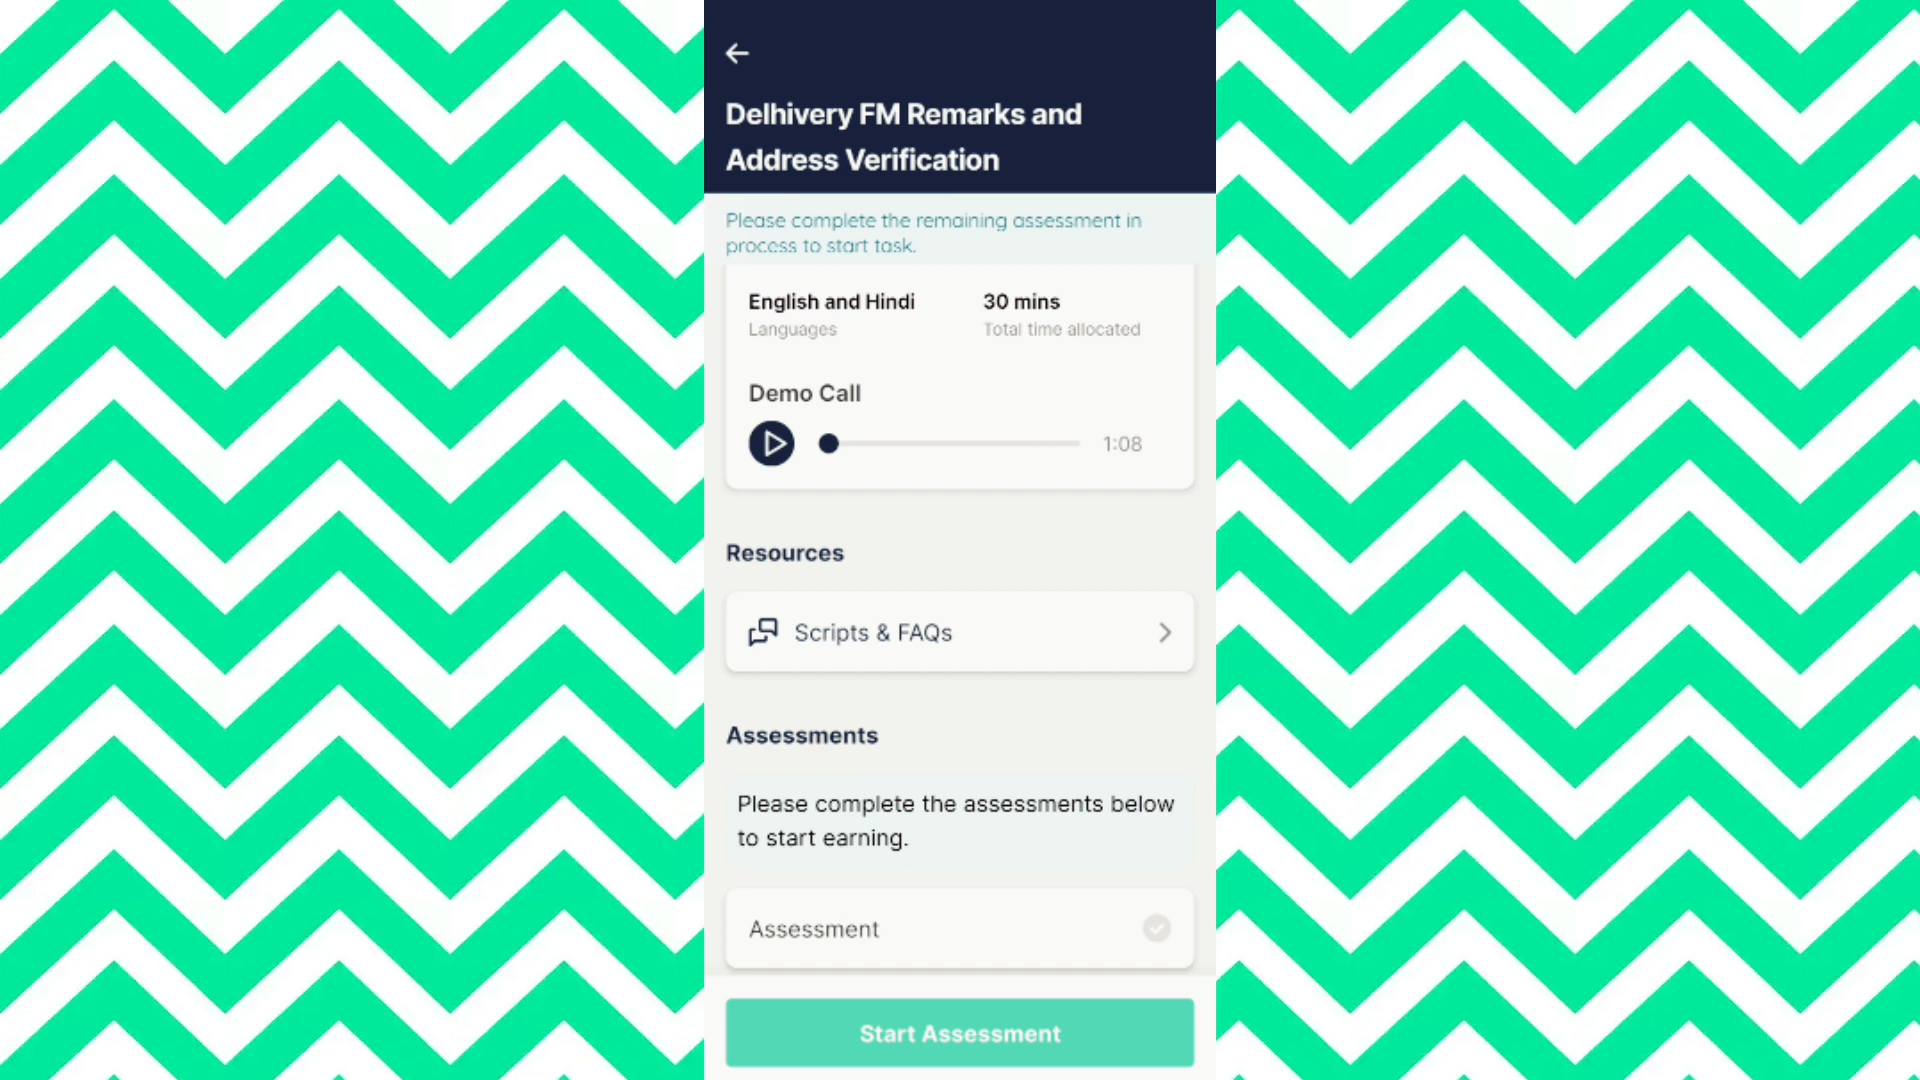 Delhivery FM Remarks and
Address Verification
Please complete the remaining assessment in
process to start task.
English and Hindi
30 mins
Languages
Total time allocated
Demo Call
1:08
Resources
Scripts & FAQs
Assessments
Please complete the assessments below
to start earning.
Assessment
Start Assessment